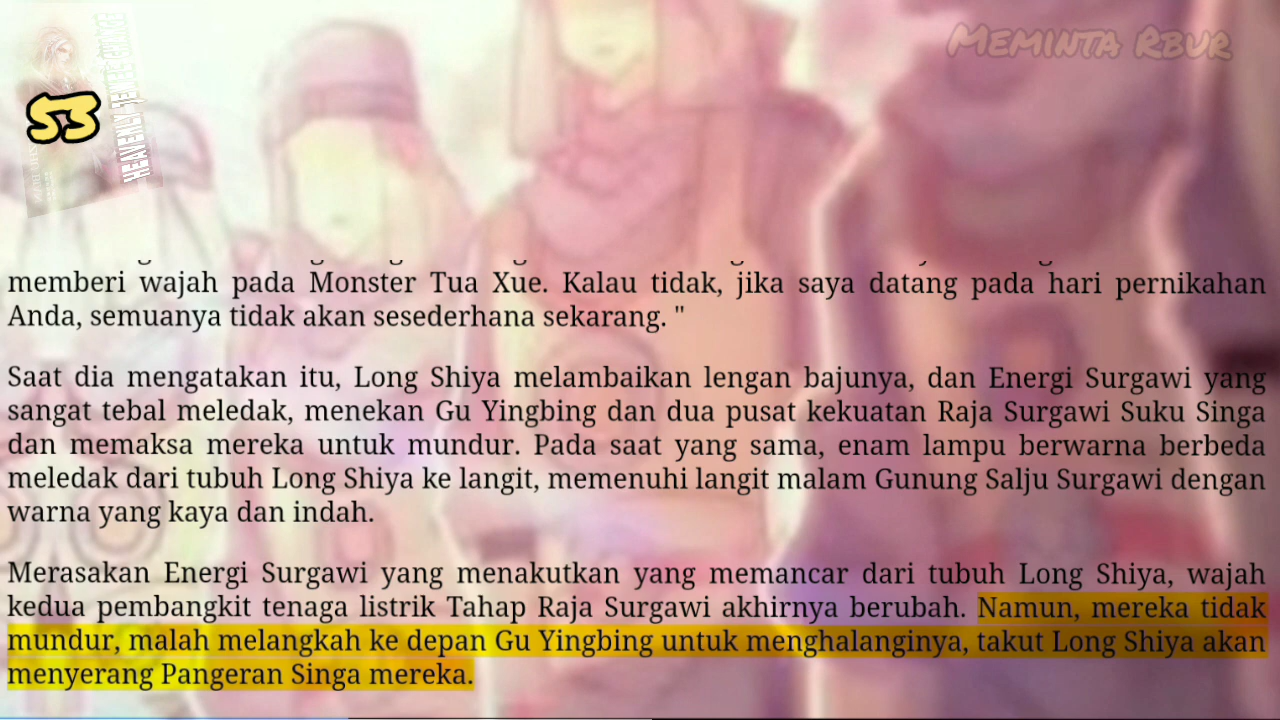 Meminta Rbur
53
HEAVENLY JEWEL CHANGE
memberi wajah pada Monster Tua Xue. Kalau tidak, jika saya datang pada hari pernikahan
Anda, semuanya tidak akan sesederhana sekarang. "
Saat dia mengatakan itu, Long Shiya melambaikan lengan bajunya, dan Energi Surgawi yang
sangat tebal meledak, menekan Gu Yingbing dan dua pusat kekuatan Raja Surgawi Suku Singa
dan memaksa mereka untuk mundur. Pada saat yang sama, enam lampu berwarna berbeda
meledak dari tubuh Long Shiya ke langit, memenuhi langit malam Gunung Salju Surgawi dengan
warna yang kaya dan indah.
Merasakan Energi Surgawi yang menakutkan yang memancar dari tubuh Long Shiya, wajah
kedua pembangkit tenaga listrik Tahap Raja Surgawi akhirnya berubah. Namun, mereka tidak
mundur, malah melangkah ke depan Gu Yingbing untuk menghalanginya, takut Long Shiya akan
menyerang Pangeran Singa mereka.